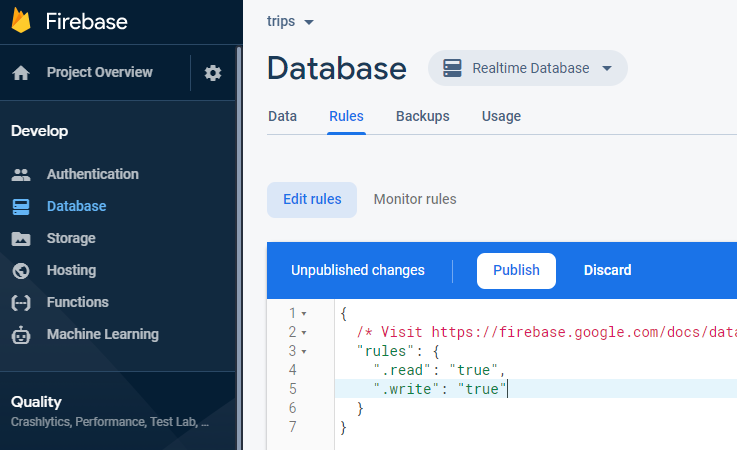 Firebase
Project Overview
Develop
Authentication
Database
Storage
Hosting
Functions
Machine Learning
Quality
Crashlytics, Performance, Test Lab, ...
trips
Database
Realtime Database
Data Rules Backups Usage
Edit rules Monitor rules
Unpublished changes Publish Discard
1 {
2 /* Visit https://firebase.google.com/docs/data
3 "rules": {
4 ".read": "true",
5 ".write": "true"
6 }
7 }